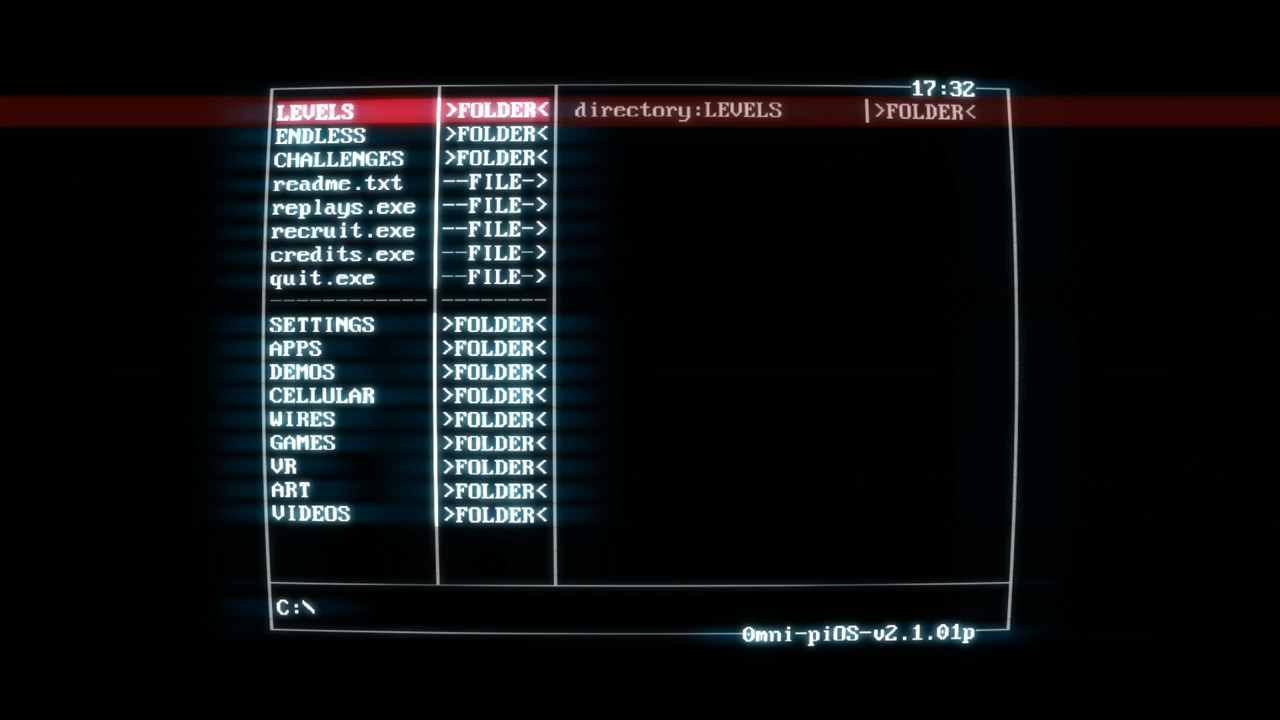 17:32
LEVELS >FOLDER< directory:LEVELS |>FOLDER<
ENDLESS >FOLDER<
CHALLENGES >FOLDER<
readme.txt --FILE->
replays.exe --FILE->
recruit.exe --FILE->
credits.exe --FILE->
quit.exe --FILE->
------------ --------
SETTINGS >FOLDER<
APPS >FOLDER<
DEMOS >FOLDER<
CELLULAR >FOLDER<
WIRES >FOLDER<
GAMES >FOLDER<
VR >FOLDER<
ART >FOLDER<
VIDEOS >FOLDER<
C:\
0mni-piOS-v2.1.01p